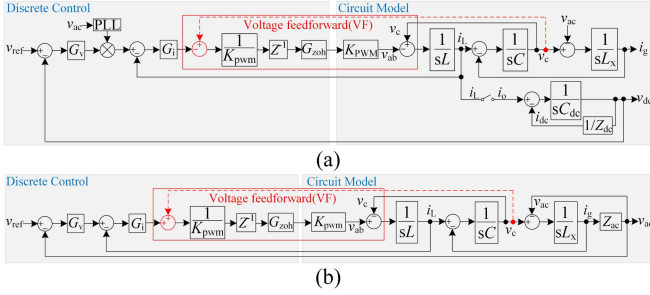 Discrete Control
Circuit Model
Voltage feedforward(VF)
v_ac PLL
v_c
v_ac
v_ref G_v G_i 1/K_pwm Z^-1 G_zoh K_PWM v_ab 1/sL i_L 1/sC v_c 1/sL_x i_g
i_L i_o 1/sC_dc v_dc
i_dc 1/Z_dc
(a)
Discrete Control
Circuit Model
Voltage feedforward(VF)
v_c
v_ac
v_ref G_v G_i 1/K_pwm Z^-1 G_zoh K_pwm v_ab 1/sL i_L 1/sC v_c 1/sL_x i_g Z_ac v_ac
(b)